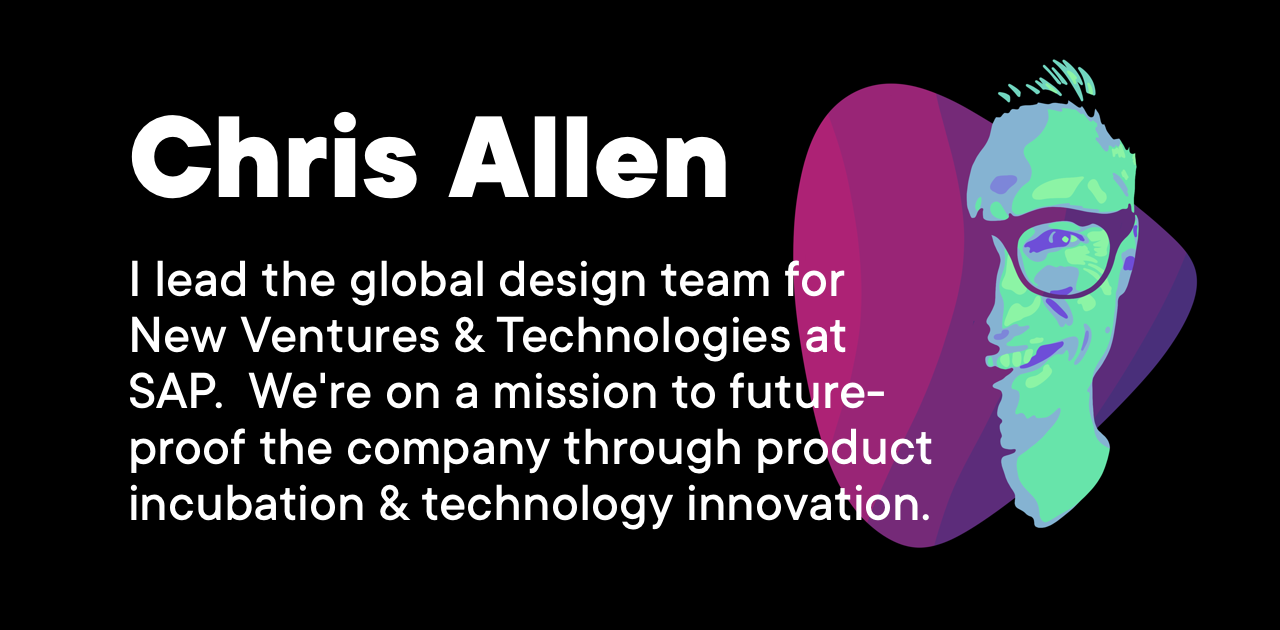 Chris Allen
I lead the global design team for
New Ventures & Technologies at
SAP.  We're on a mission to future-
proof the company through product
incubation & technology innovation.